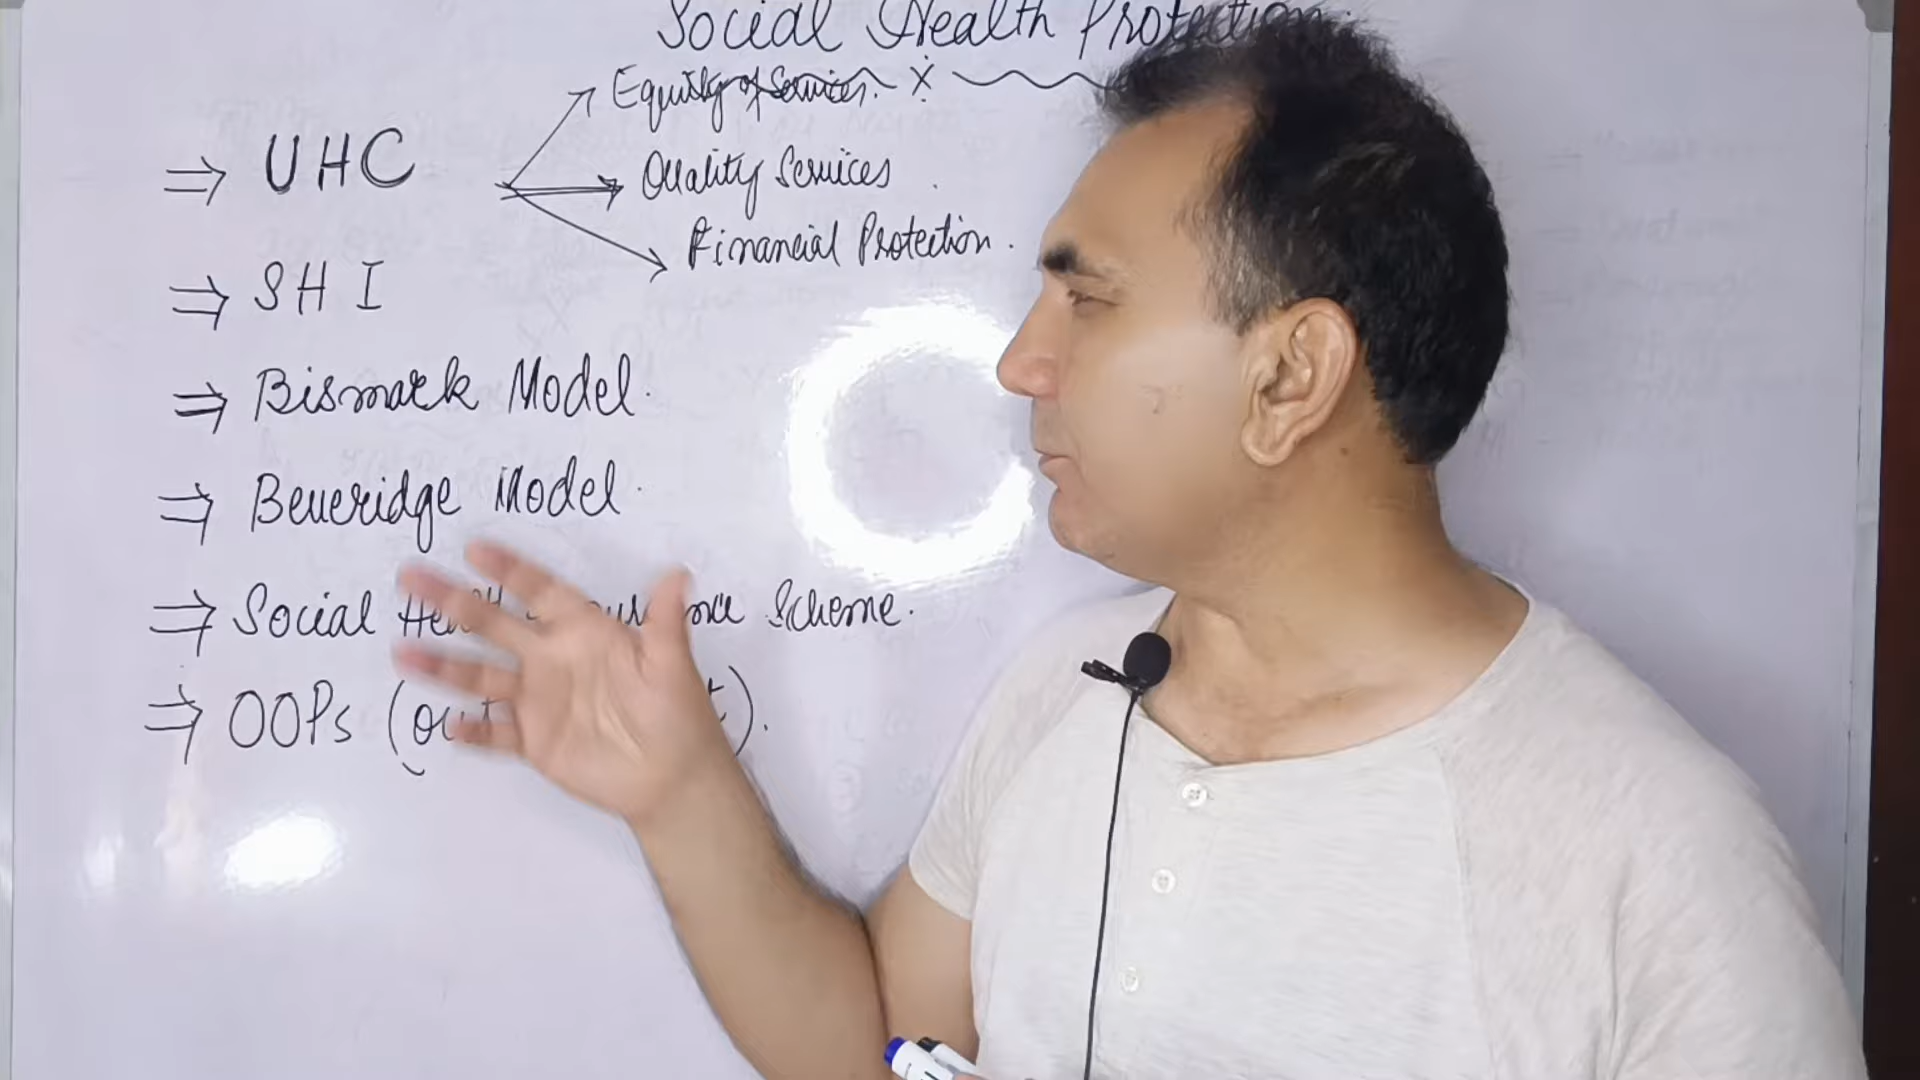 Social Health Protection.
Equity of Services.
⇒ UHC
Quality Services.
Financial Protection.
⇒ SHI
⇒ Bismark Model.
⇒ Beveridge Model.
⇒ Social Scheme.
⇒ OOPs (out